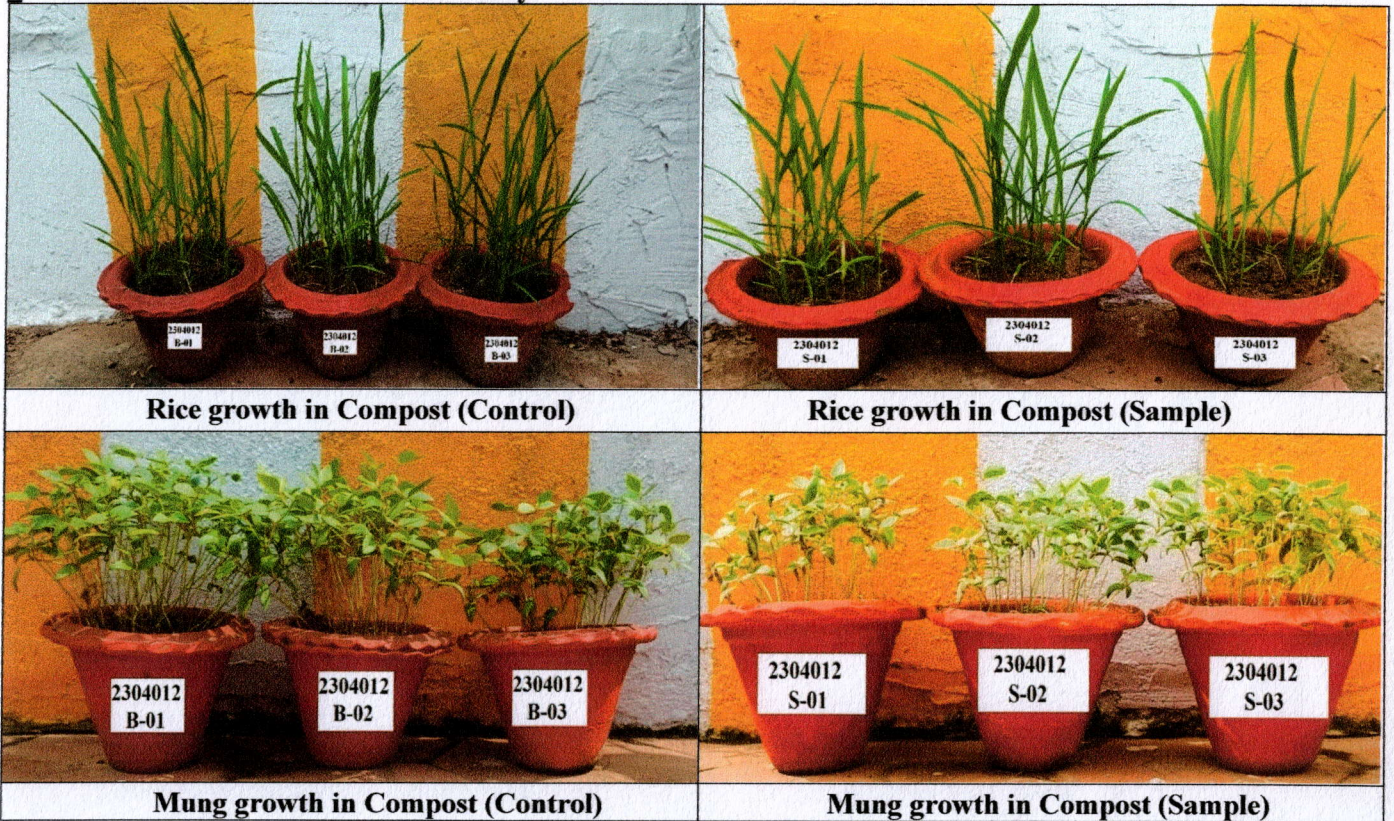 2304012
B-01
2304012
B-02
2304012
B-03
2304012
S-01
2304012
S-02
2304012
S-03
Rice growth in Compost (Control)
Rice growth in Compost (Sample)
2304012
B-01
2304012
B-02
2304012
B-03
2304012
S-01
2304012
S-02
2304012
S-03
Mung growth in Compost (Control)
Mung growth in Compost (Sample)